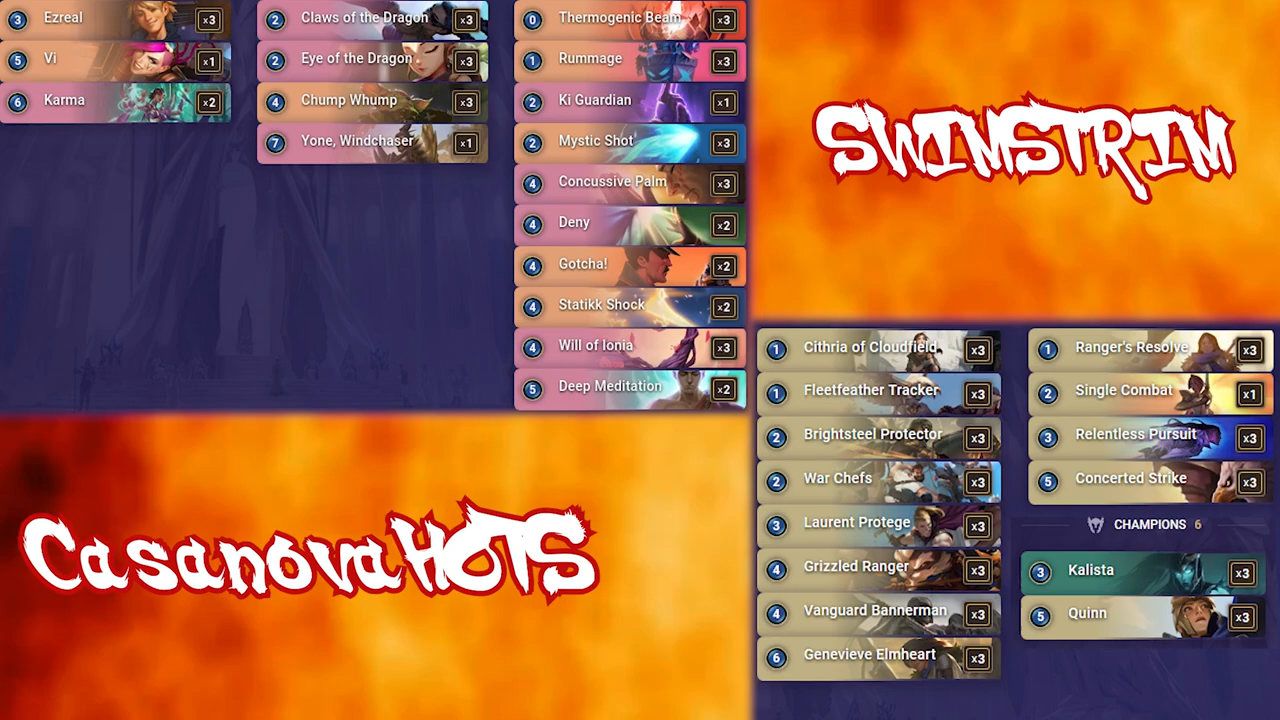 3 Ezreal x3
5 Vi x1
6 Karma x2
2 Claws of the Dragon x3
2 Eye of the Dragon x3
4 Chump Whump x3
7 Yone, Windchaser x1
0 Thermogenic Beam x3
1 Rummage x3
2 Ki Guardian x1
2 Mystic Shot x3
4 Concussive Palm x3
4 Deny x2
4 Gotcha! x2
4 Statikk Shock x2
4 Will of Ionia x3
5 Deep Meditation x2
SWIMSTRIM
CasanovaHOTS
1 Cithria of Cloudfield x3
1 Fleetfeather Tracker x3
2 Brightsteel Protector x3
2 War Chefs x3
3 Laurent Protege x3
4 Grizzled Ranger x3
4 Vanguard Bannerman x3
6 Genevieve Elmheart x3
1 Ranger's Resolve x3
2 Single Combat x1
3 Relentless Pursuit x3
5 Concerted Strike x3
CHAMPIONS 6
3 Kalista x3
5 Quinn x3